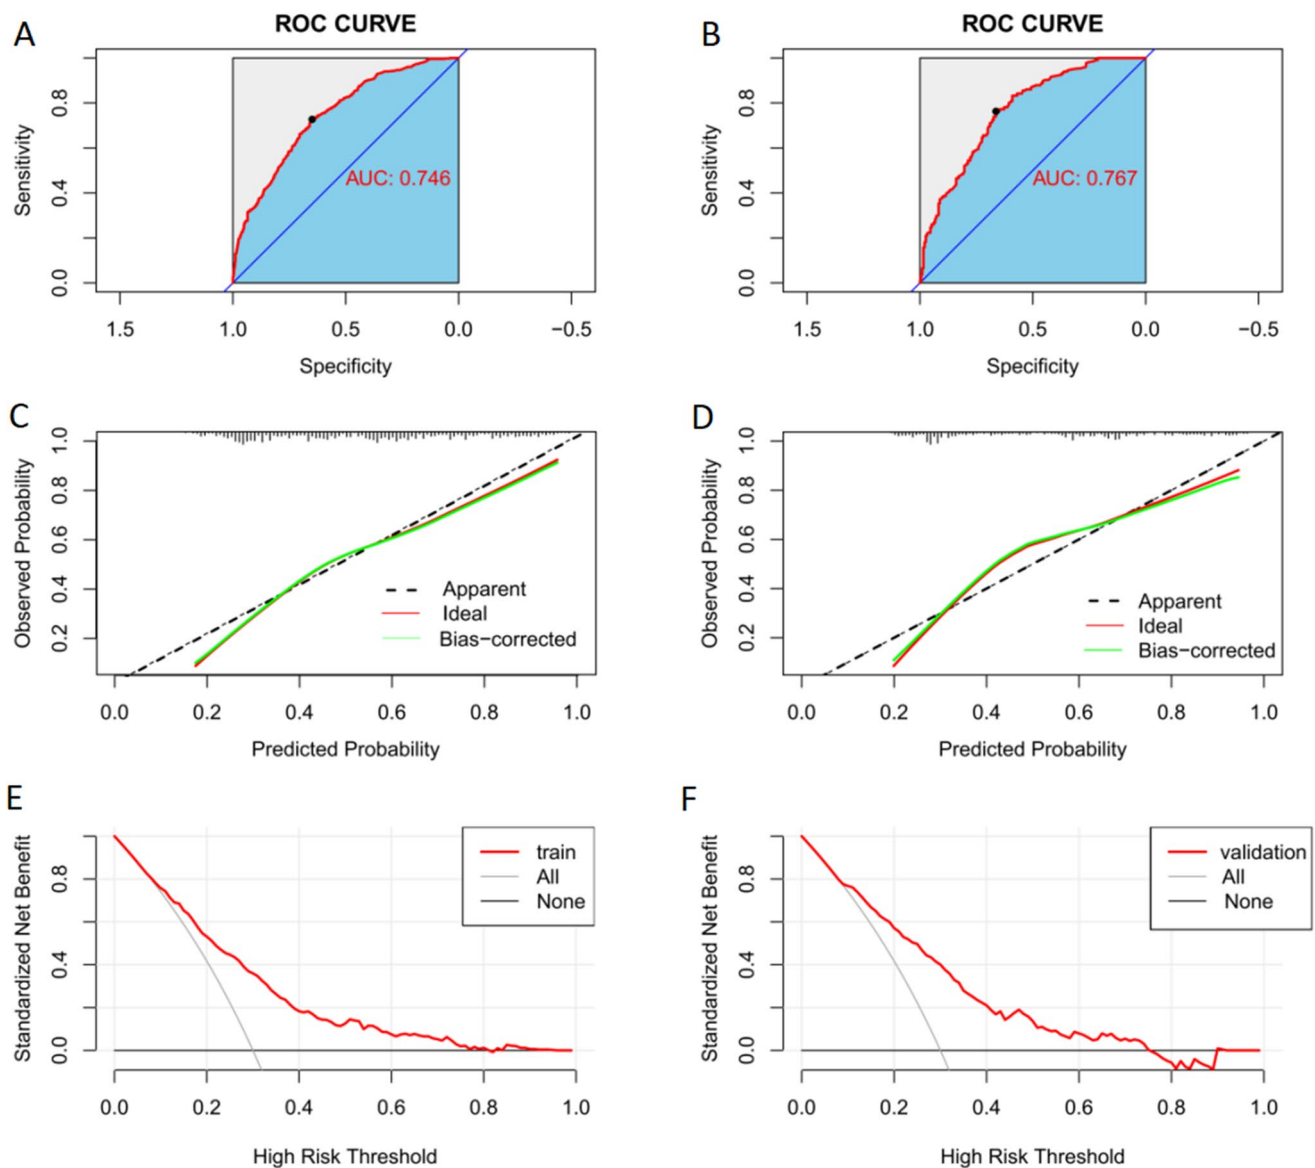 A
ROC CURVE
Sensitivity
0.8
0.4
0.0
AUC: 0.746
1.5 1.0 0.5 0.0 −0.5
Specificity
B
ROC CURVE
Sensitivity
0.8
0.4
0.0
AUC: 0.767
1.5 1.0 0.5 0.0 −0.5
Specificity
C
Observed Probability
1.0
0.8
0.6
0.4
0.2
Apparent
Ideal
Bias−corrected
0.0 0.2 0.4 0.6 0.8 1.0
Predicted Probability
D
Observed Probability
1.0
0.8
0.6
0.4
0.2
Apparent
Ideal
Bias−corrected
0.0 0.2 0.4 0.6 0.8 1.0
Predicted Probability
E
Standardized Net Benefit
0.8
0.4
0.0
train
All
None
0.0 0.2 0.4 0.6 0.8 1.0
High Risk Threshold
F
Standardized Net Benefit
0.8
0.4
0.0
validation
All
None
0.0 0.2 0.4 0.6 0.8 1.0
High Risk Threshold